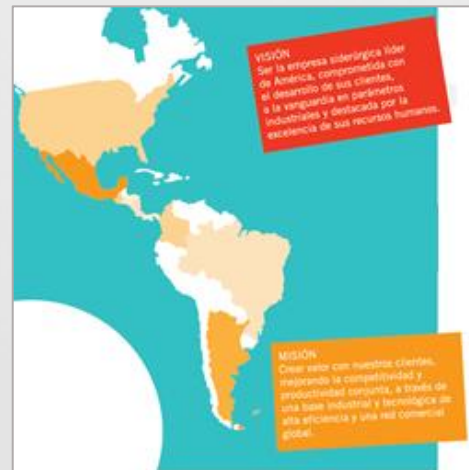 VISIÓN
Ser la empresa siderúrgica líder
de América, comprometida con
el desarrollo de sus clientes,
a la vanguardia en parámetros
industriales y destacada por la
excelencia de sus recursos humanos.
MISIÓN
Crear valor con nuestros clientes,
mejorando la competitividad y
productividad conjunta, a través de
una base industrial y tecnológica de
alta eficiencia y una red comercial
global.